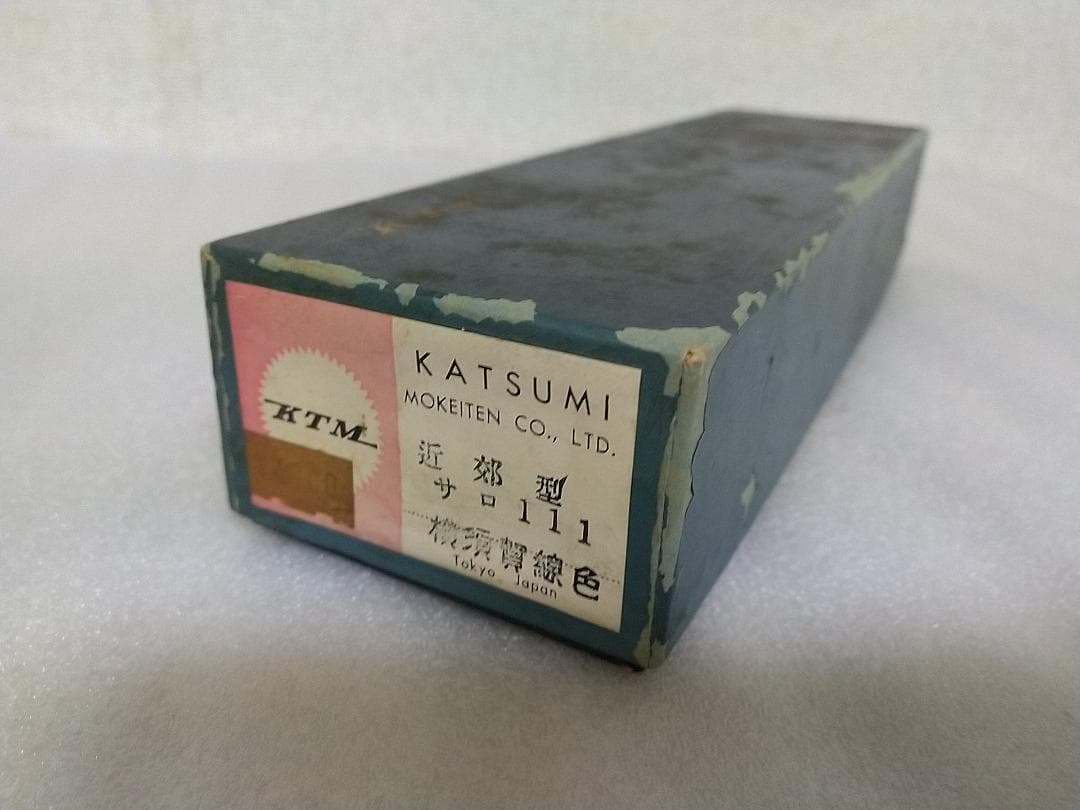 KTM
KATSUMI
MOKEITEN CO., LTD.
近郊型
サロ111
横須賀線色
Tokyo Japan